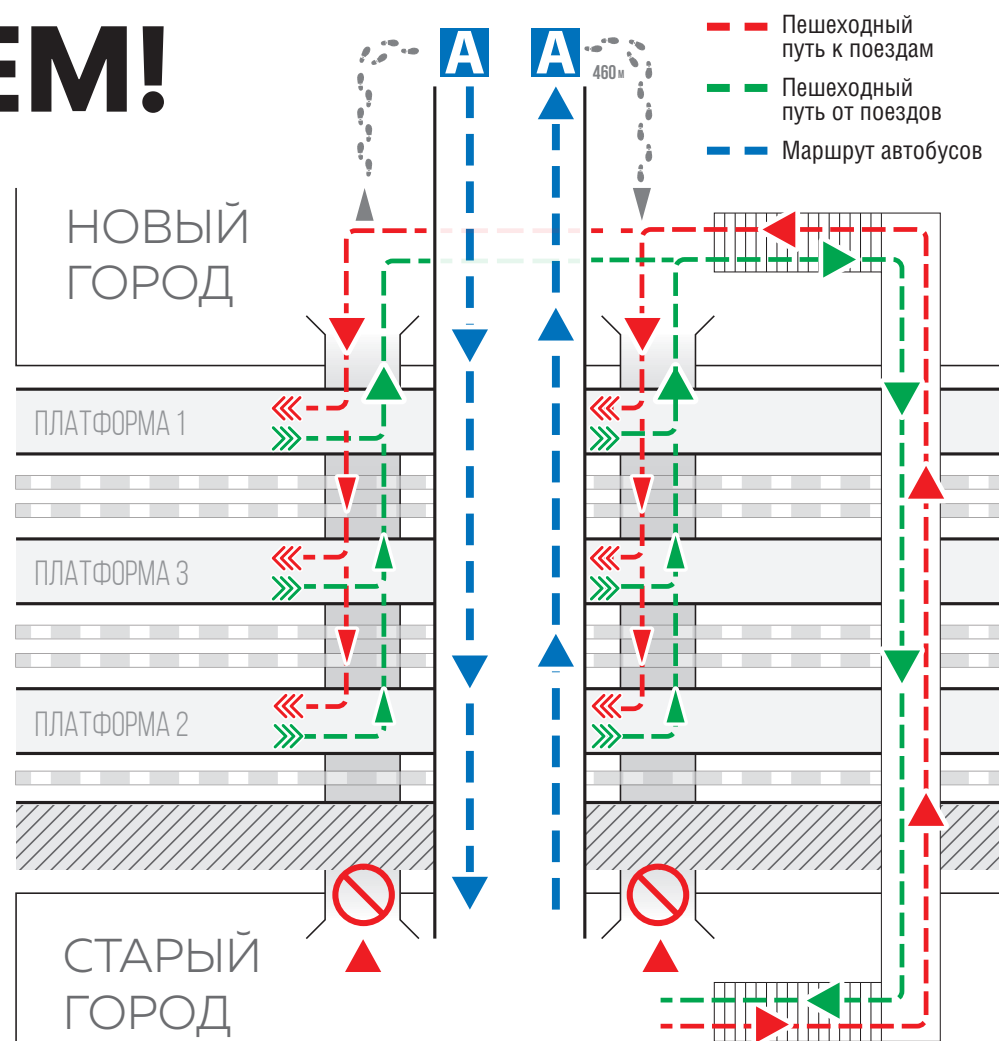 ЕМ!
А
А
460 м
Пешеходный
путь к поездам
Пешеходный
путь от поездов
Маршрут автобусов
НОВЫЙ
ГОРОД
ПЛАТФОРМА 1
ПЛАТФОРМА 3
ПЛАТФОРМА 2
СТАРЫЙ
ГОРОД